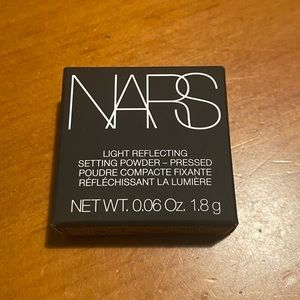 NARS
LIGHT REFLECTING
SETTING POWDER – PRESSED
POUDRE COMPACTE FIXANTE
RÉFLÉCHISSANT LA LUMIÈRE
NET WT. 0.06 Oz. 1.8 g